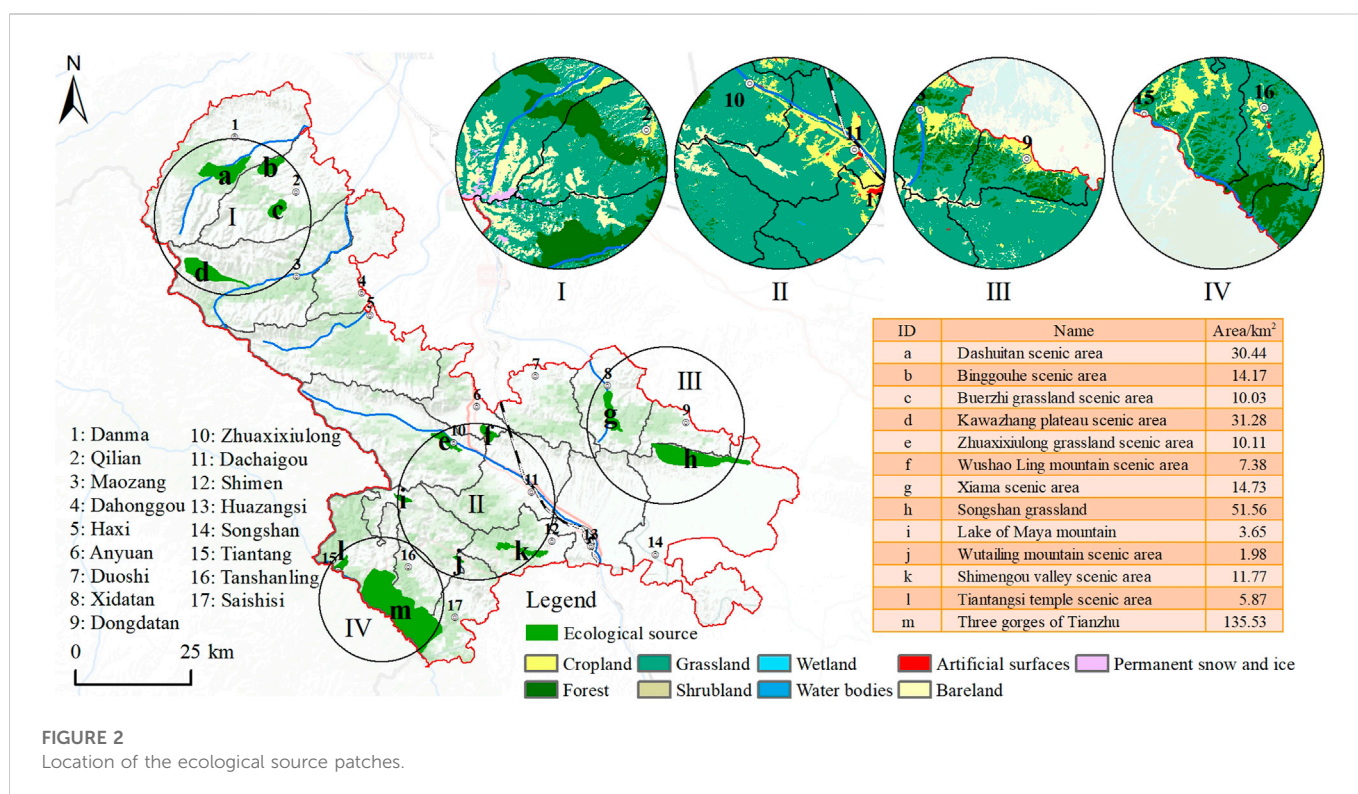 N
1
a
b
2
c
I
d
3
4
5
6
7
8
III
9
g
10
e
f
h
11
II
i
12
13
14
k
15
l
16
j
m
17
IV
2
10
11
1
9
15
16
I
II
III
IV
ID Name Area/km²
a Dashuitan scenic area 30.44
b Binggouhe scenic area 14.17
c Buerzhi grassland scenic area 10.03
d Kawazhang plateau scenic area 31.28
e Zhuaxixiulong grassland scenic area 10.11
f Wushao Ling mountain scenic area 7.38
g Xiama scenic area 14.73
h Songshan grassland 51.56
i Lake of Maya mountain 3.65
j Wutailing mountain scenic area 1.98
k Shimengou valley scenic area 11.77
l Tiantangsi temple scenic area 5.87
m Three gorges of Tianzhu 135.53
1: Danma 10: Zhuaxixiulong
2: Qilian 11: Dachaigou
3: Maozang 12: Shimen
4: Dahonggou 13: Huazangsi
5: Haxi 14: Songshan
6: Anyuan 15: Tiantang
7: Duoshi 16: Tanshanling
8: Xidatan 17: Saishisi
9: Dongdatan
0 25 km
Legend
Ecological source
Cropland Grassland Wetland Artificial surfaces Permanent snow and ice
Forest Shrubland Water bodies Bareland
FIGURE 2
Location of the ecological source patches.